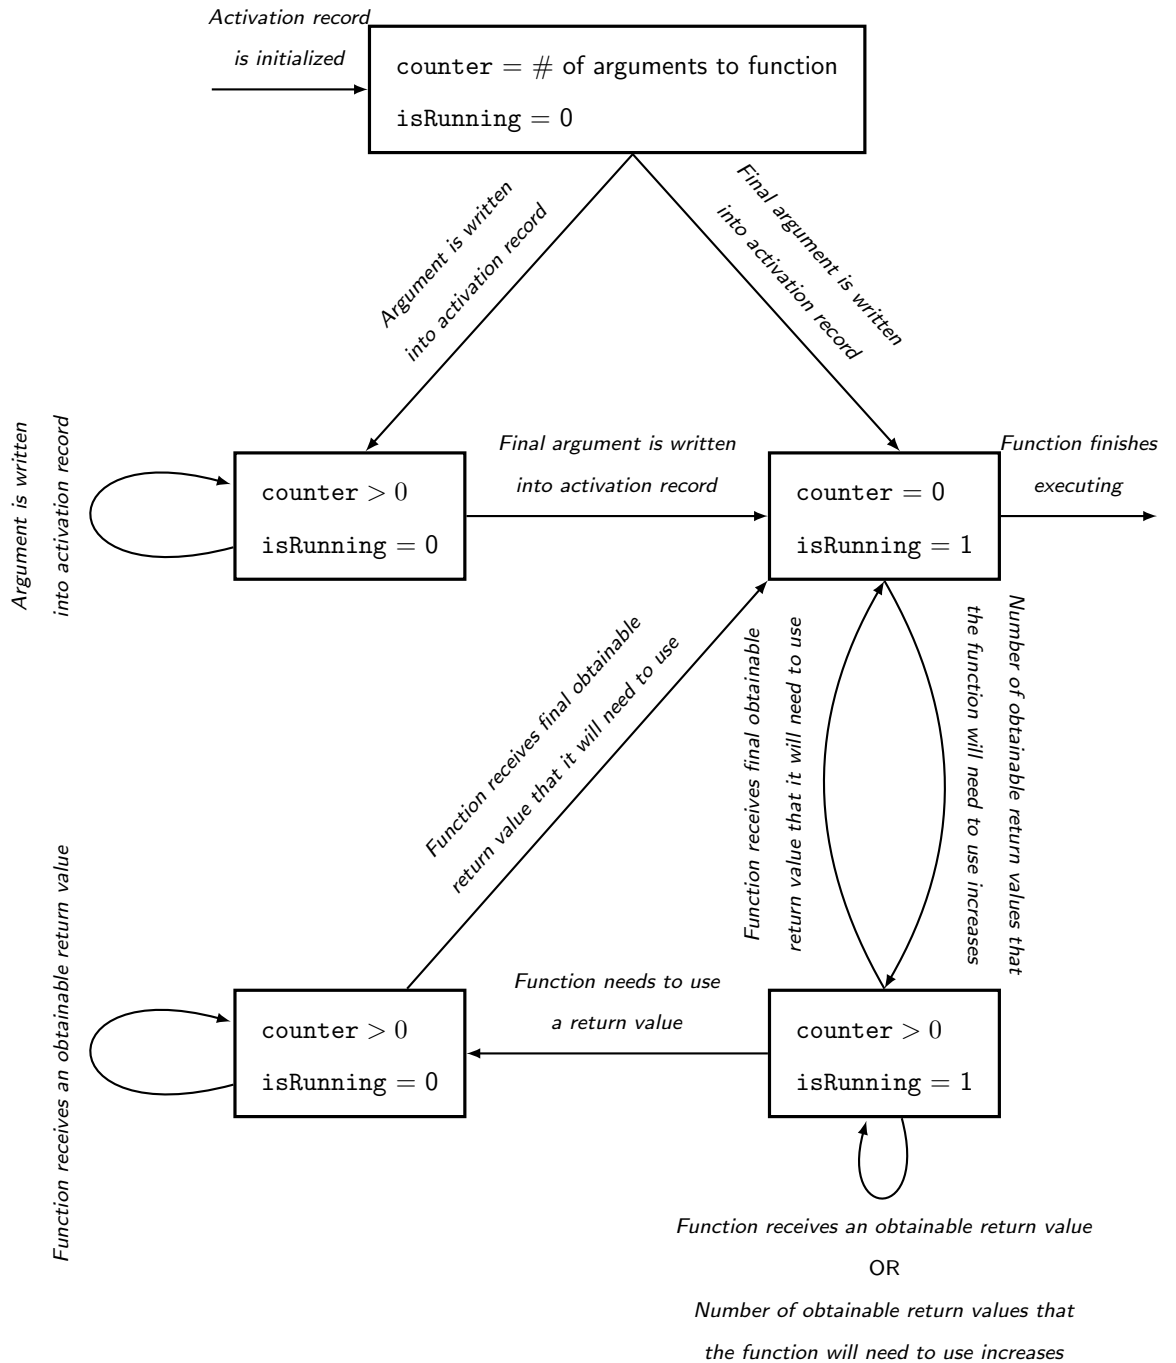 Activation record
is initialized
counter = # of arguments to function
isRunning = 0
Argument is written
into activation record
Final argument is written
into activation record
Argument is written
into activation record
counter > 0
isRunning = 0
Final argument is written
into activation record
counter = 0
isRunning = 1
Function finishes
executing
Function receives final obtainable
return value that it will need to use
Function receives final obtainable
return value that it will need to use
Number of obtainable return values that
the function will need to use increases
Function receives an obtainable return value
counter > 0
isRunning = 0
Function needs to use
a return value
counter > 0
isRunning = 1
Function receives an obtainable return value
OR
Number of obtainable return values that
the function will need to use increases